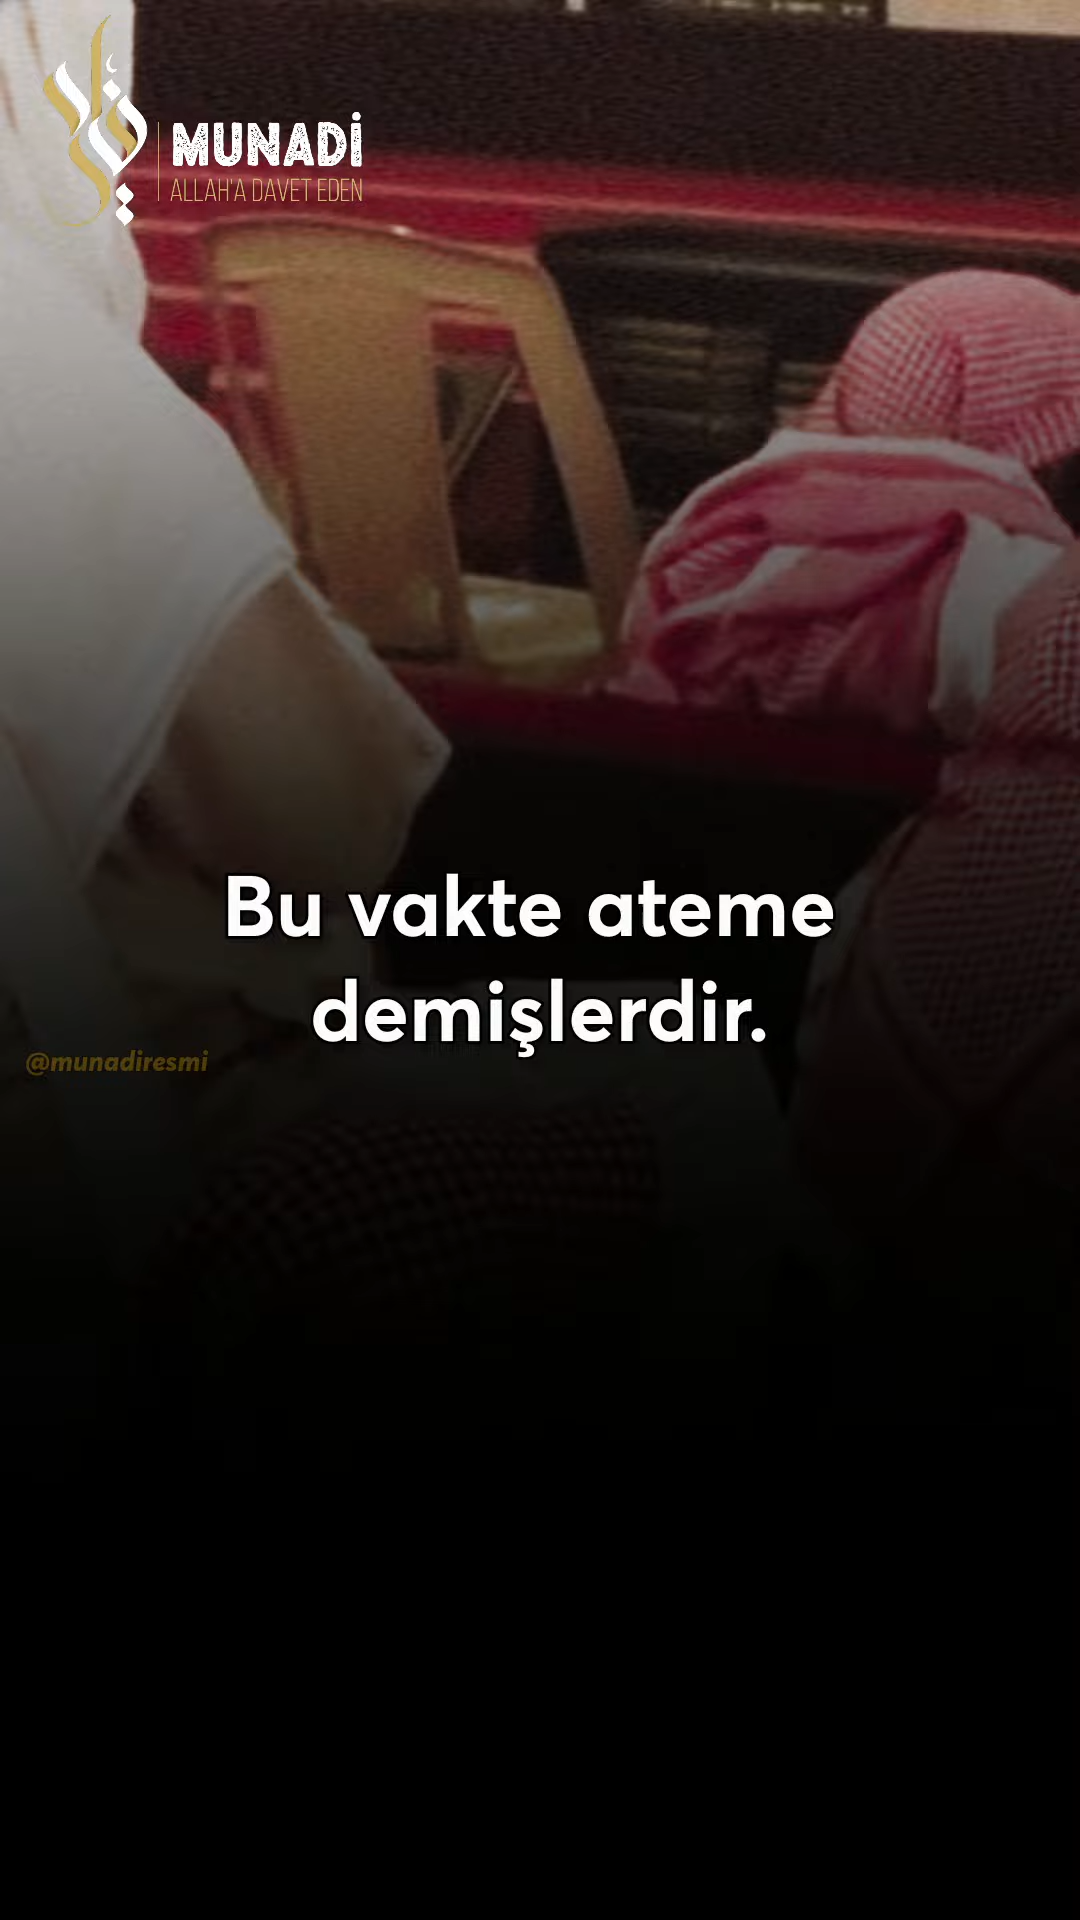 MUNADİ
ALLAH'A DAVET EDEN
Bu vakte ateme
demişlerdir.
@munadiresmi